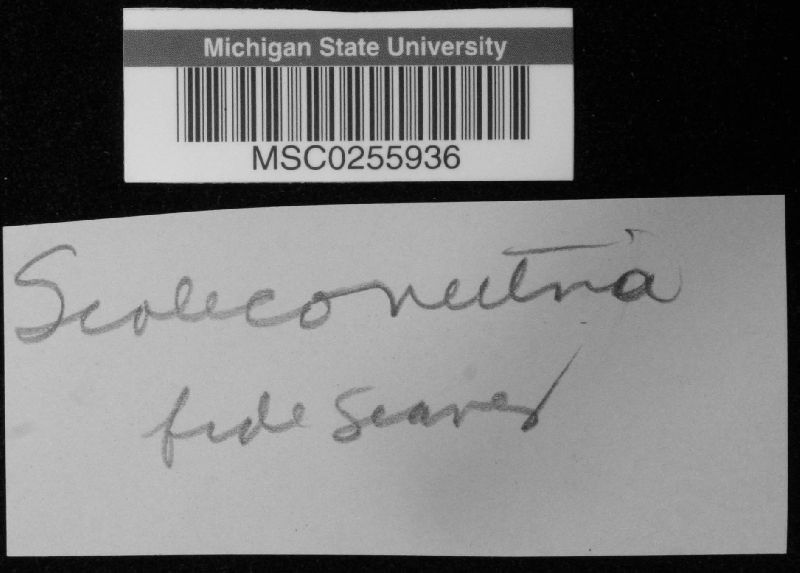 Michigan State University
MSC0255936
Scoleconectria
fide Seaver